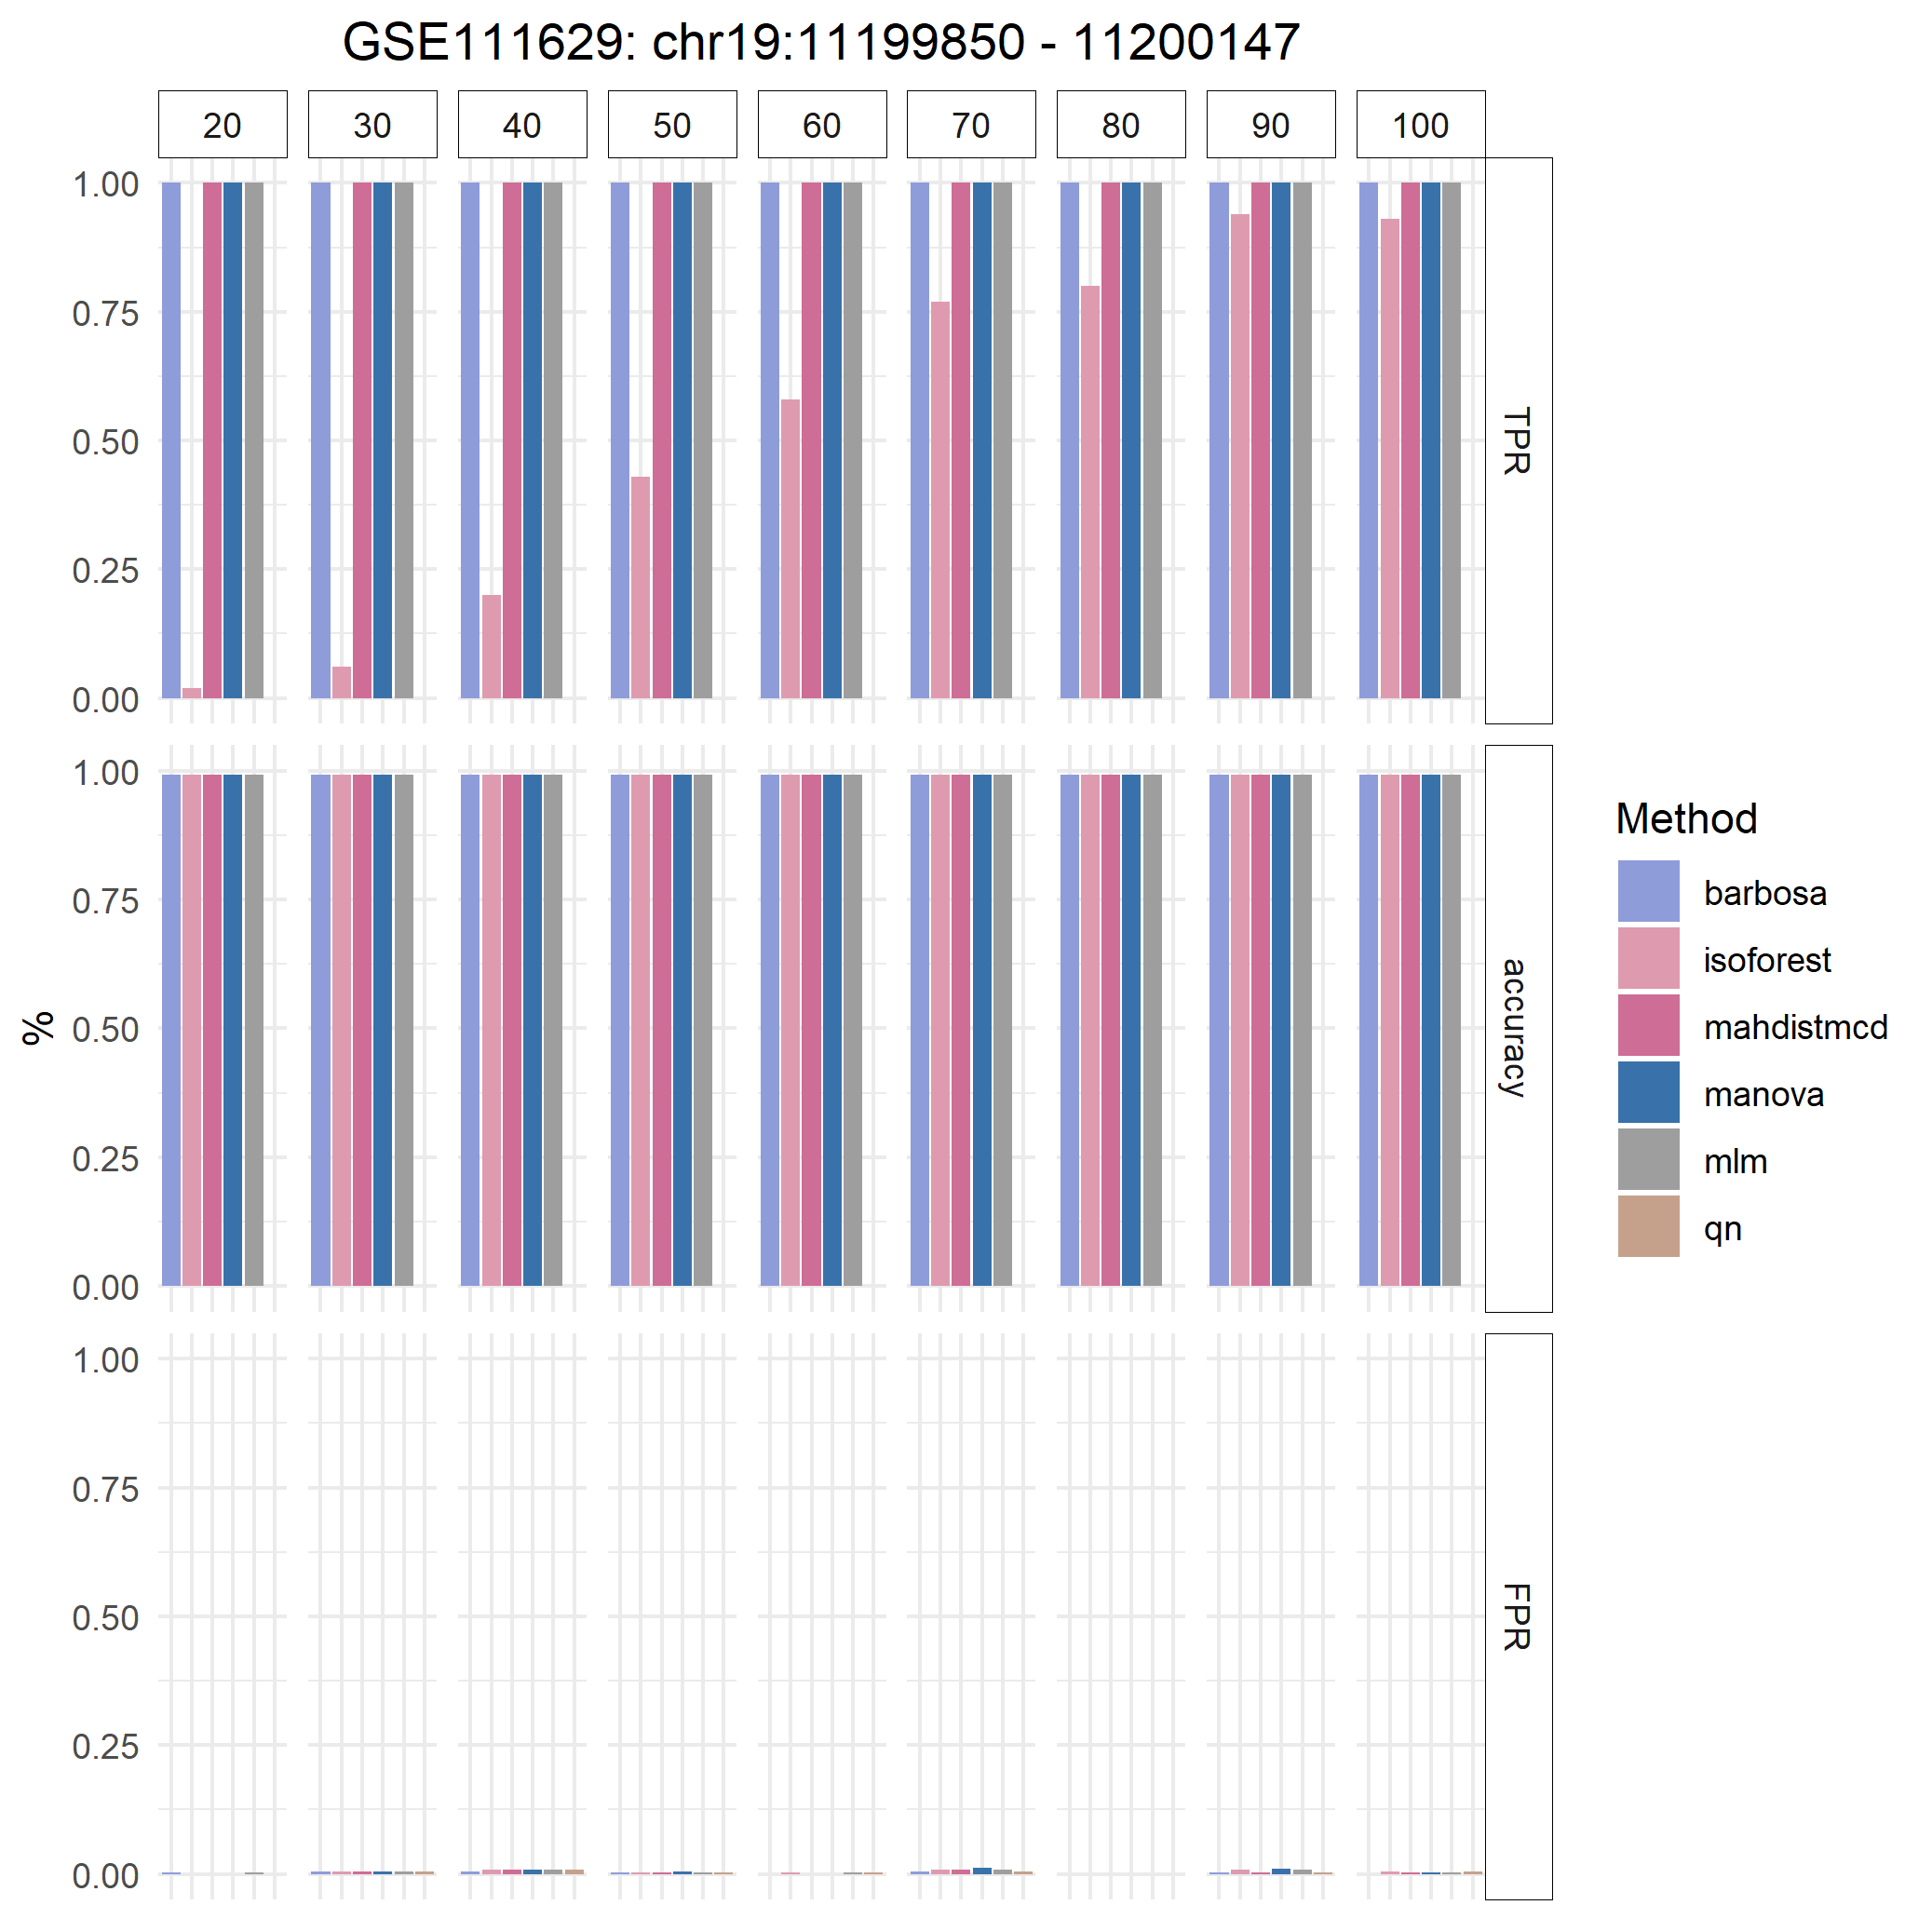 GSE111629: chr19:11199850 - 11200147
20 30 40 50 60 70 80 90 100
1.00
0.75
0.50
0.25
0.00
TPR
1.00
0.75
0.50
0.25
0.00
accuracy
%
1.00
0.75
0.50
0.25
0.00
FPR
Method
barbosa
isoforest
mahdistmcd
manova
mlm
qn